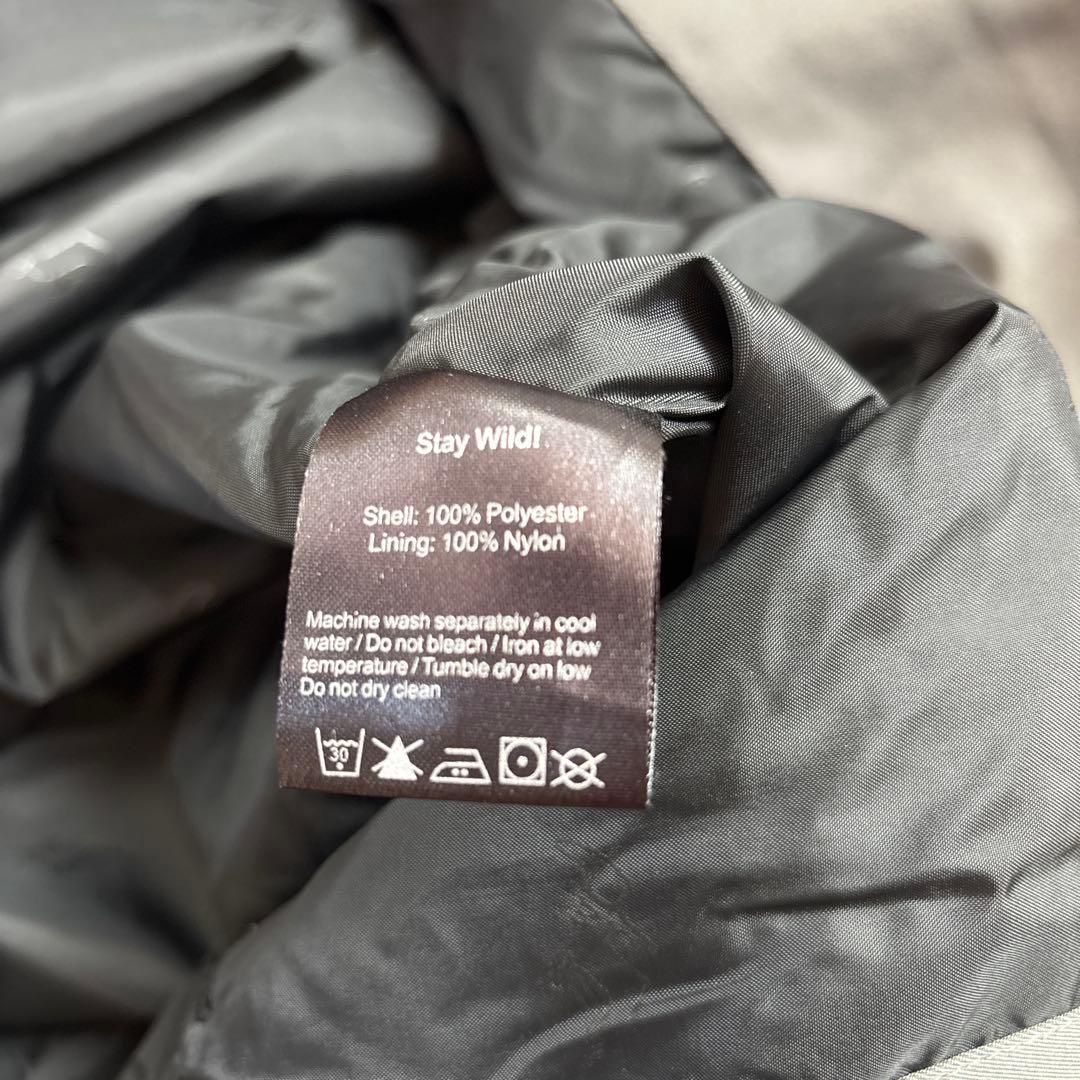 Stay Wild!
Shell: 100% Polyester
Lining: 100% Nylon
Machine wash separately in cool
water / Do not bleach / Iron at low
temperature / Tumble dry on low
Do not dry clean
30